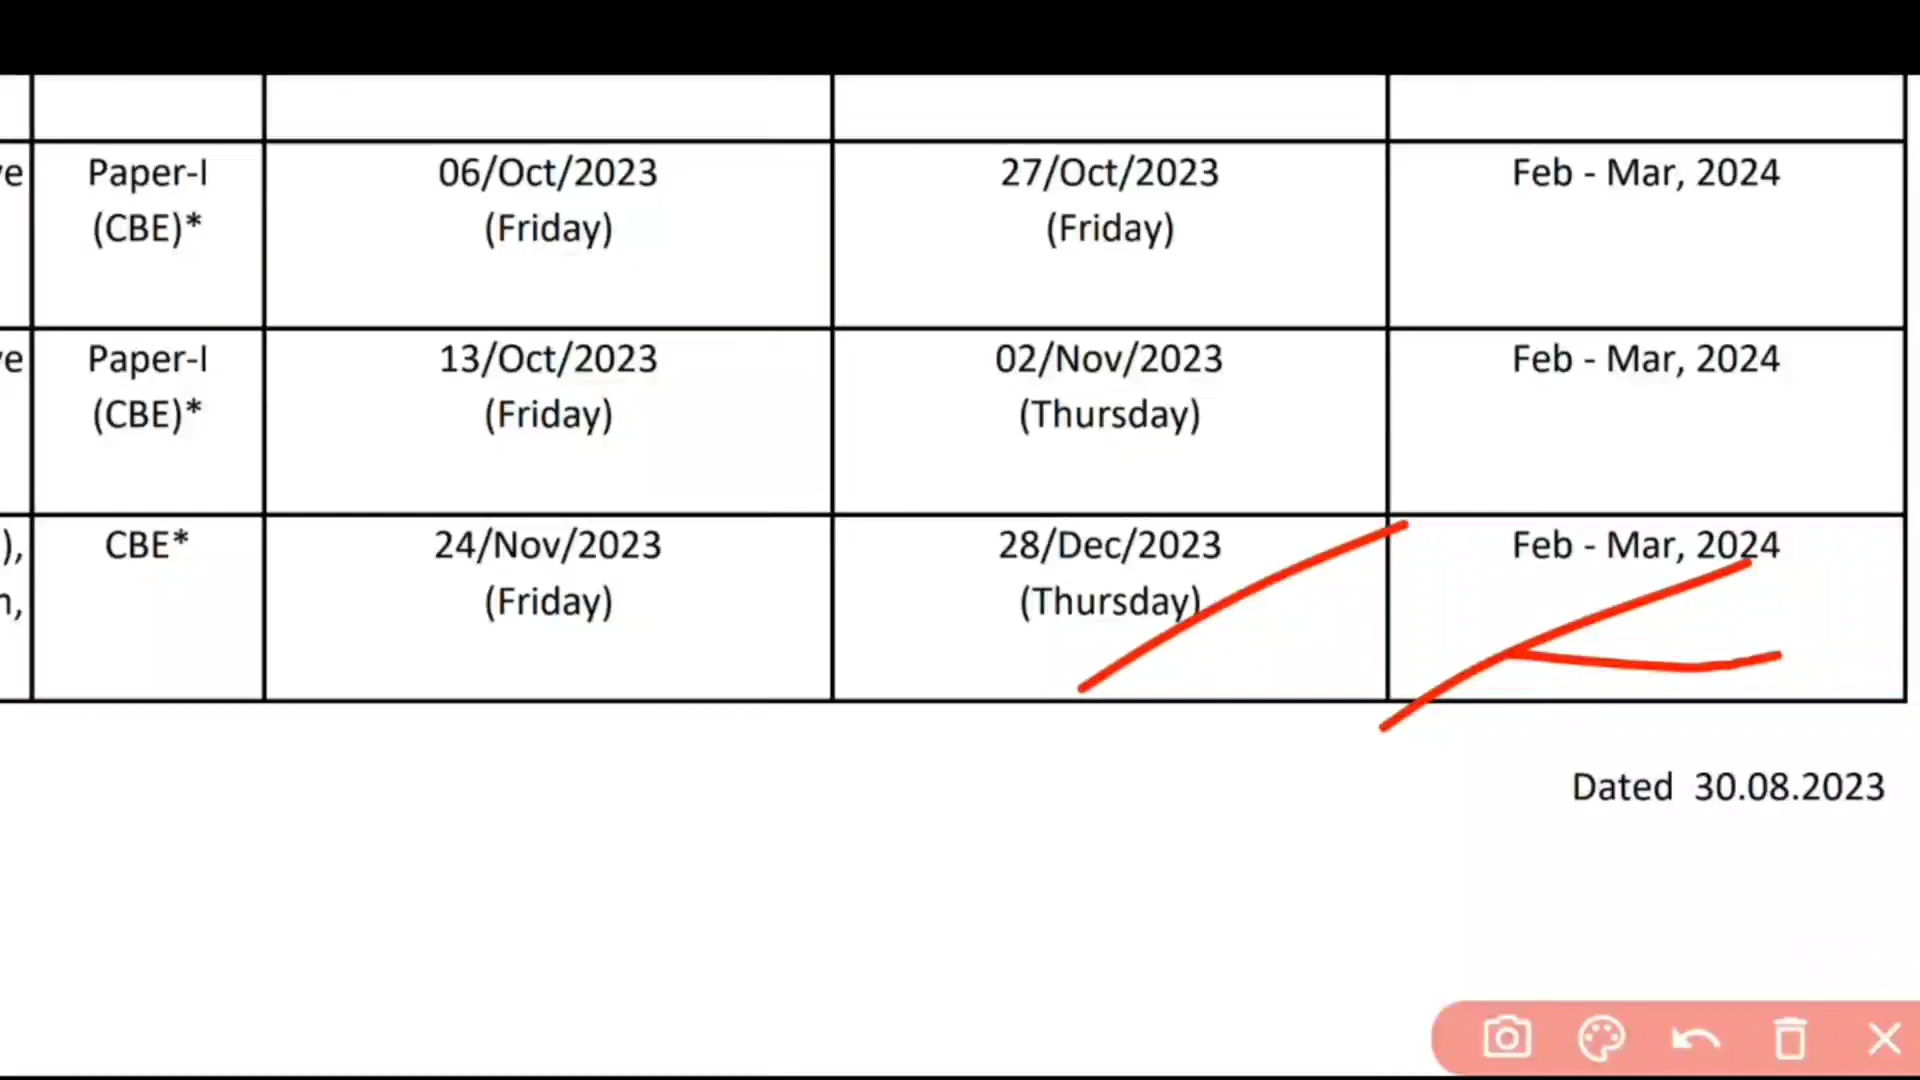 Paper-I 06/Oct/2023 27/Oct/2023 Feb - Mar, 2024
(CBE)* (Friday) (Friday)
Paper-I 13/Oct/2023 02/Nov/2023 Feb - Mar, 2024
(CBE)* (Friday) (Thursday)
CBE* 24/Nov/2023 28/Dec/2023 Feb - Mar, 2024
(Friday) (Thursday)
Dated 30.08.2023